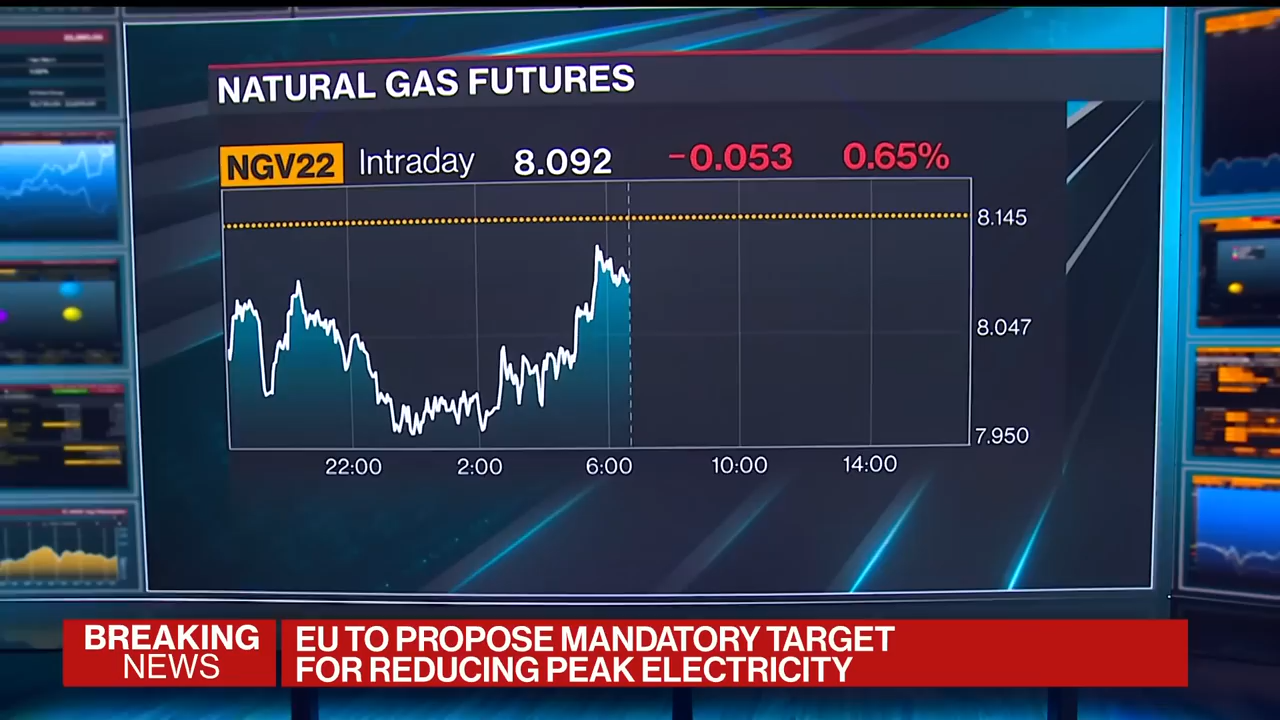 NATURAL GAS FUTURES
NGV22 Intraday 8.092 -0.053 0.65%
8.145
8.047
7.950
22:00 2:00 6:00 10:00 14:00
BREAKING
NEWS
EU TO PROPOSE MANDATORY TARGET
FOR REDUCING PEAK ELECTRICITY